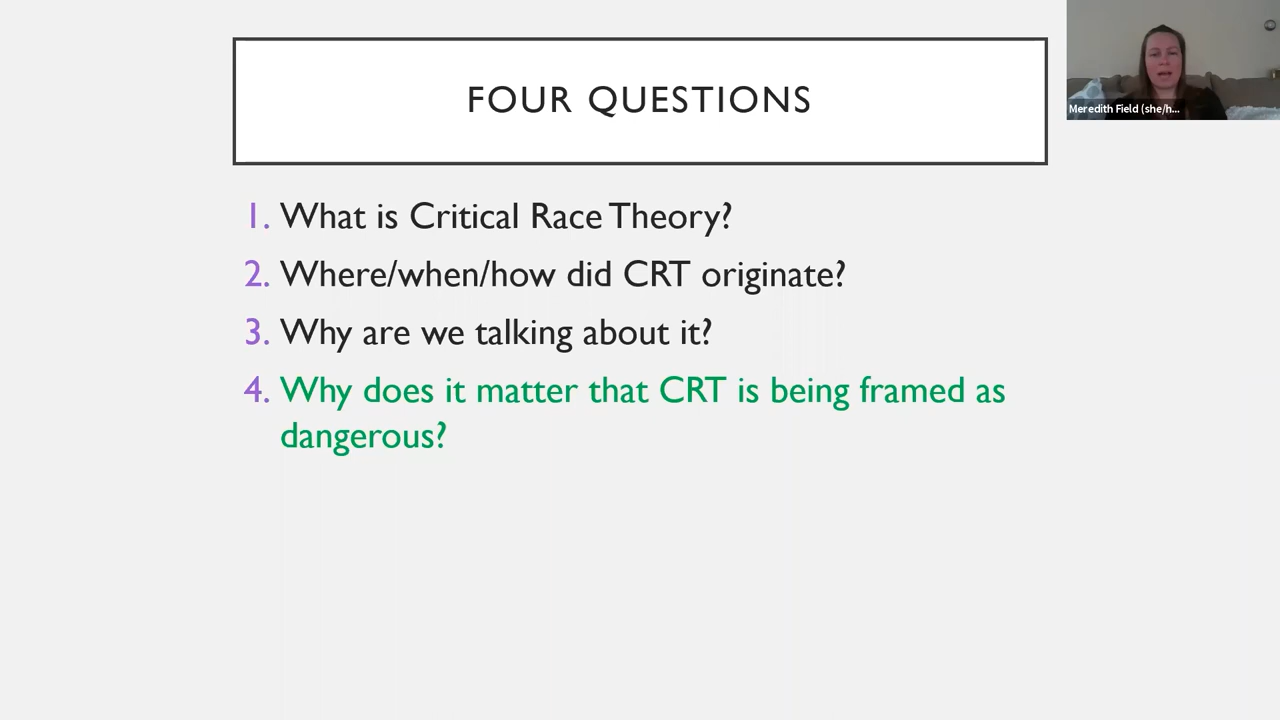 FOUR QUESTIONS
Meredith Field (she/h...
1. What is Critical Race Theory?
2. Where/when/how did CRT originate?
3. Why are we talking about it?
4. Why does it matter that CRT is being framed as
dangerous?